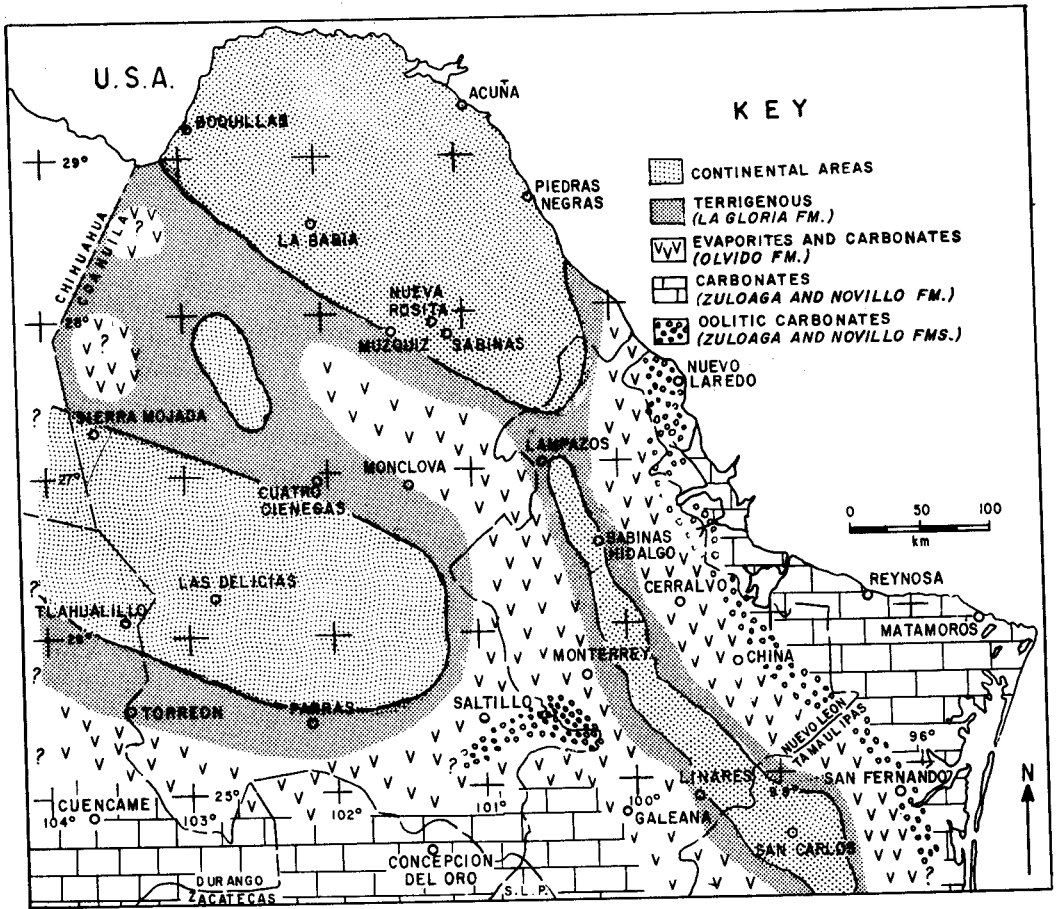 U.S.A.
ACUÑA
BOQUILLAS
29°
PIEDRAS
NEGRAS
CHIHUAHUA
COAHUILA
?
LA BABIA
NUEVA
ROSITA
28°
MUZQUIZ
SABINAS
?
NUEVO
LAREDO
?
SIERRA MOJADA
LAMPAZOS
27°
MONCLOVA
CUATRO
CIENEGAS
SABINAS
HIDALGO
?
LAS DELICIAS
CERRALVO
REYNOSA
TLAHUALILLO
26°
MATAMOROS
?
MONTERREY
CHINA
TORREON
PARRAS
SALTILLO
NUEVO LEON
TAMAULIPAS
96°
?
?
LINARES
99°
SAN FERNANDO
CUENCAME
25°
104°
103°
102°
101°
100°
GALEANA
SAN CARLOS
CONCEPCION
DEL ORO
?
DURANGO
ZACATECAS
S.L.P.
KEY
CONTINENTAL AREAS
TERRIGENOUS
(LA GLORIA FM.)
EVAPORITES AND CARBONATES
(OLVIDO FM.)
CARBONATES
(ZULOAGA AND NOVILLO FM.)
OOLITIC CARBONATES
(ZULOAGA AND NOVILLO FMS.)
0 50 100
km
N